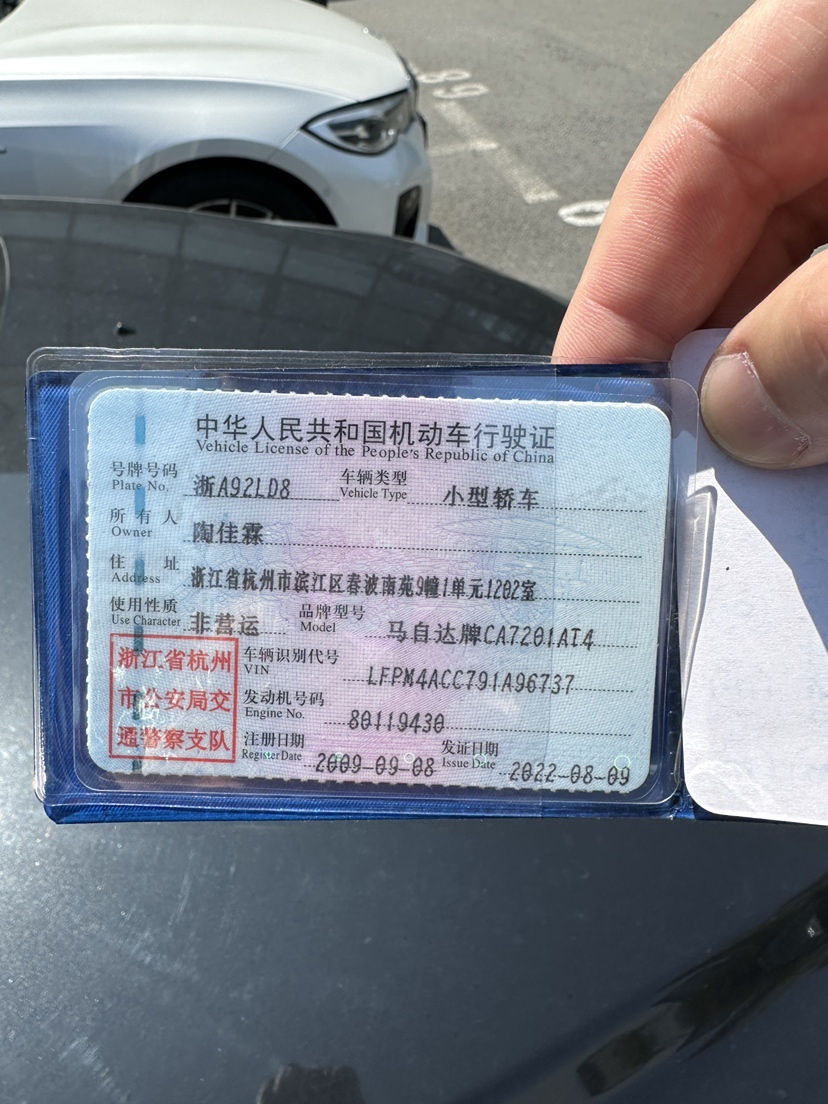 68
中华人民共和国机动车行驶证
Vehicle License of the People's Republic of China
号牌号码 浙A92LD8 车辆类型 小型轿车
Plate No. Vehicle Type
所有人 陶佳霖
Owner
住址 浙江省杭州市滨江区春波南苑9幢1单元1202室
Address
使用性质 非营运 品牌型号 马自达牌CA7201AT4
Use Character Model
浙江省杭州
市公安局交
通警察支队
车辆识别代号 LFPM4ACC791A96737
VIN
发动机号码 80119430
Engine No.
注册日期 2009-09-08 发证日期 2022-08-09
Register Date Issue Date